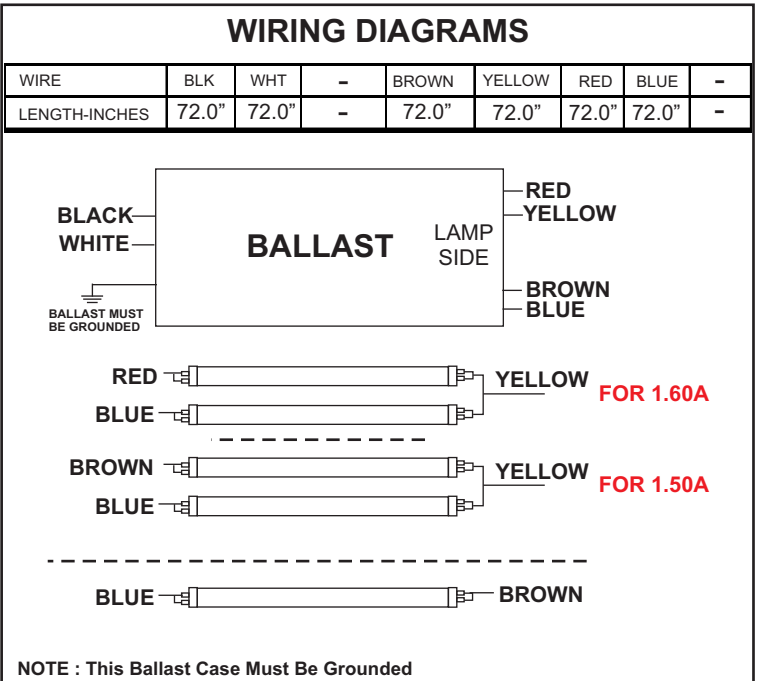 WIRING DIAGRAMS
WIRE BLK WHT - BROWN YELLOW RED BLUE -
LENGTH-INCHES 72.0” 72.0” - 72.0” 72.0” 72.0” 72.0” -
RED
BLACK YELLOW
WHITE BALLAST LAMP
SIDE
BROWN
BALLAST MUST BLUE
BE GROUNDED
RED YELLOW FOR 1.60A
BLUE
BROWN YELLOW FOR 1.50A
BLUE
BLUE BROWN
NOTE : This Ballast Case Must Be Grounded